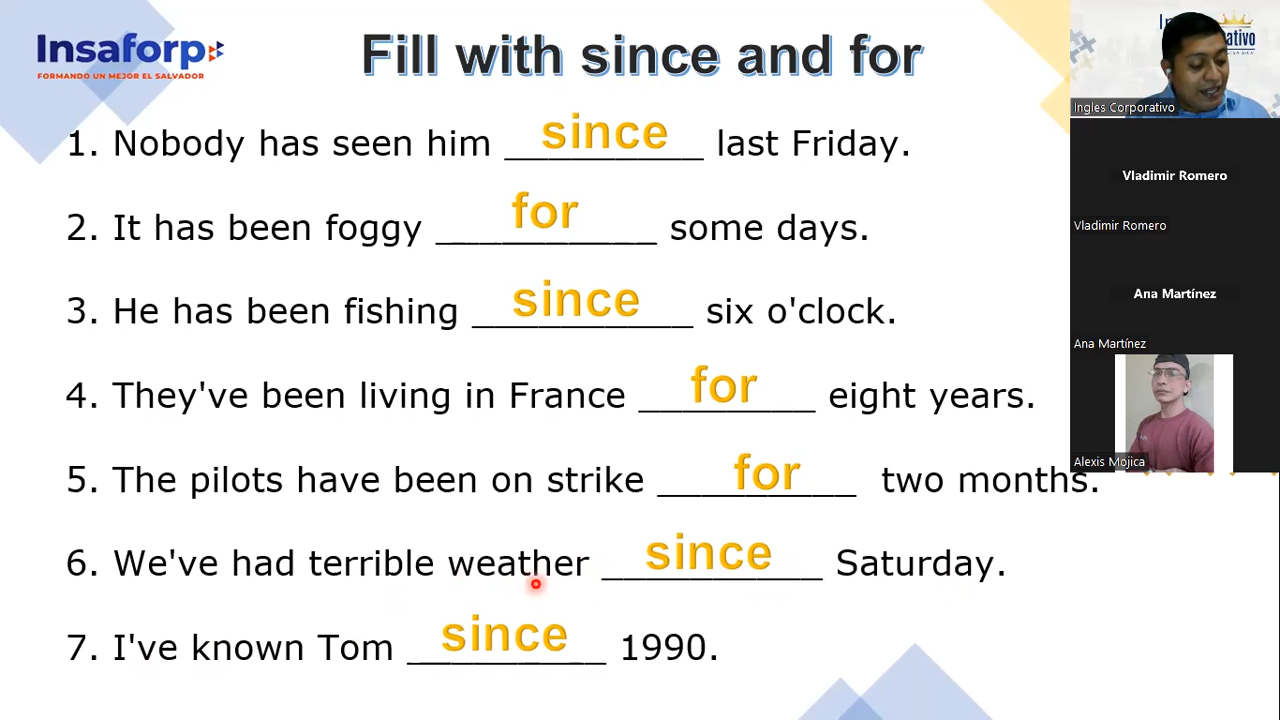 Insaforp
FORMANDO UN MEJOR EL SALVADOR
Fill with since and for
1. Nobody has seen him since last Friday.
2. It has been foggy for some days.
3. He has been fishing since six o'clock.
4. They've been living in France for eight years.
5. The pilots have been on strike for two months.
6. We've had terrible weather since Saturday.
7. I've known Tom since 1990.
Ingles Corporativo
Vladimir Romero
Vladimir Romero
Ana Martínez
Ana Martínez
Alexis Mojica